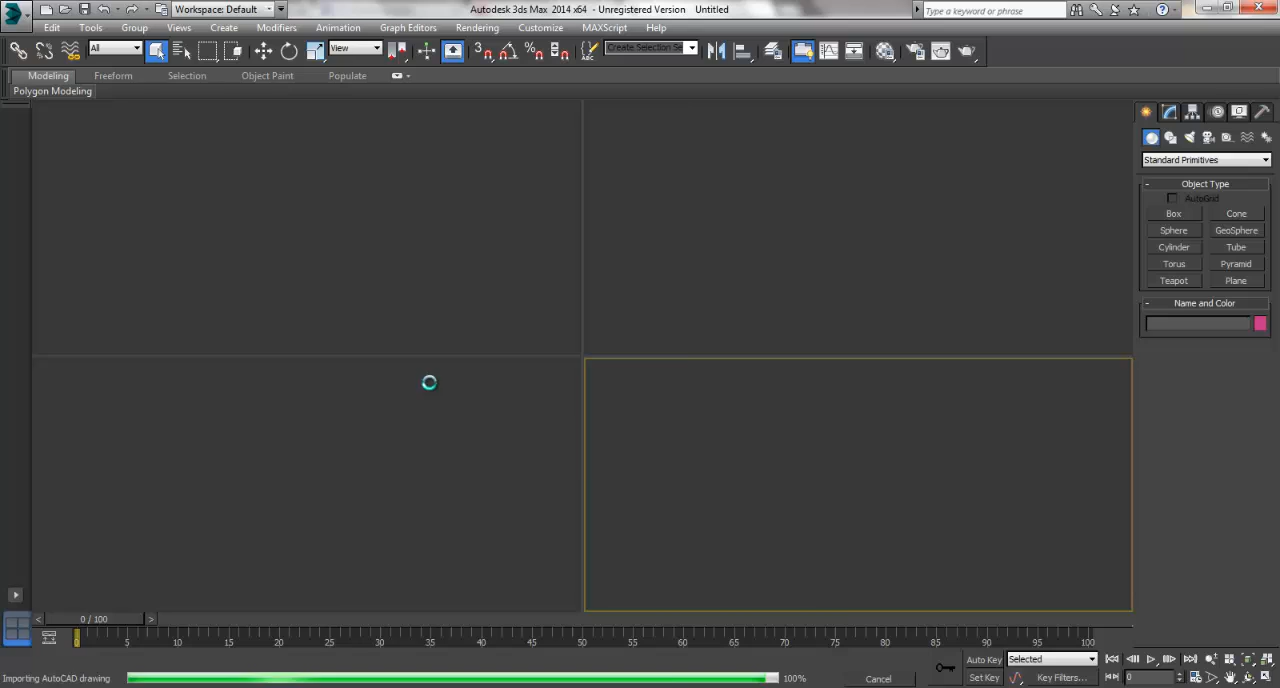 Workspace: Default
Autodesk 3ds Max 2014 x64 - Unregistered Version Untitled
Type a keyword or phrase
Edit Tools Group Views Create Modifiers Animation Graph Editors Rendering Customize MAXScript Help
All
View
Create Selection Se
Modeling Freeform Selection Object Paint Populate
Polygon Modeling
Standard Primitives
- Object Type
AutoGrid
Box Cone
Sphere GeoSphere
Cylinder Tube
Torus Pyramid
Teapot Plane
- Name and Color
< 0 / 100 >
0 5 10 15 20 25 30 35 40 45 50 55 60 65 70 75 80 85 90 95 100
Importing AutoCAD drawing 100% Cancel
Auto Key Selected
Set Key Key Filters... 0